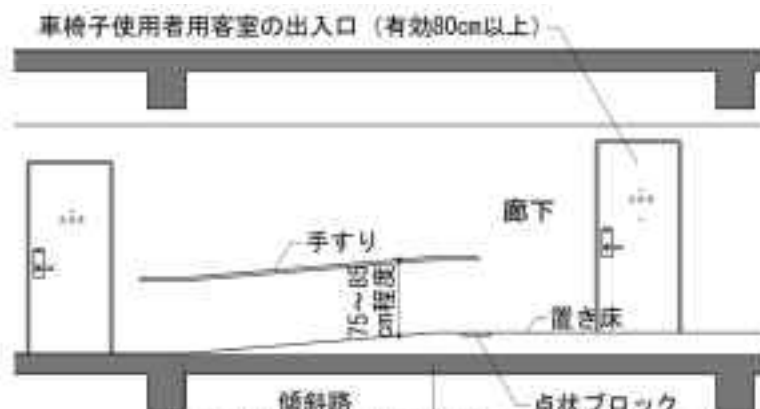 車椅子使用者用客室の出入口（有効80cm以上）
廊下
手すり
75～85
cm程度
置き床
傾斜路
点状ブロック